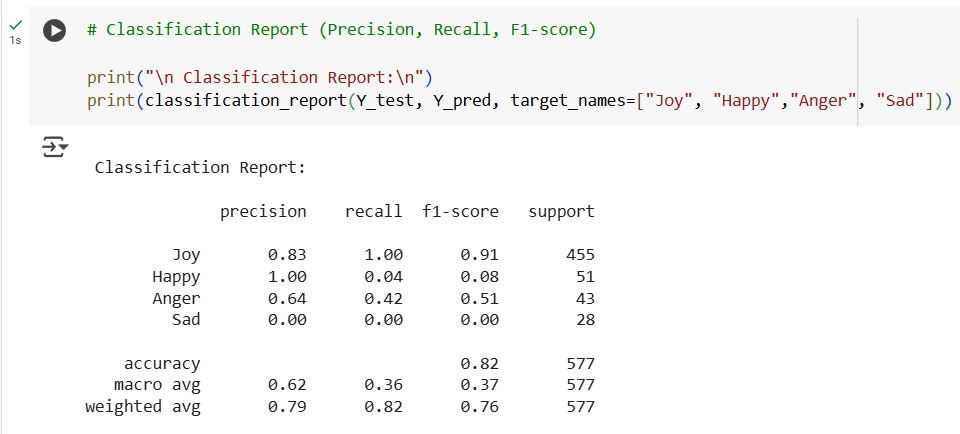 1s
# Classification Report (Precision, Recall, F1-score)
print("\n Classification Report:\n")
print(classification_report(Y_test, Y_pred, target_names=["Joy", "Happy","Anger", "Sad"]))
Classification Report:
precision recall f1-score support
Joy 0.83 1.00 0.91 455
Happy 1.00 0.04 0.08 51
Anger 0.64 0.42 0.51 43
Sad 0.00 0.00 0.00 28
accuracy 0.82 577
macro avg 0.62 0.36 0.37 577
weighted avg 0.79 0.82 0.76 577